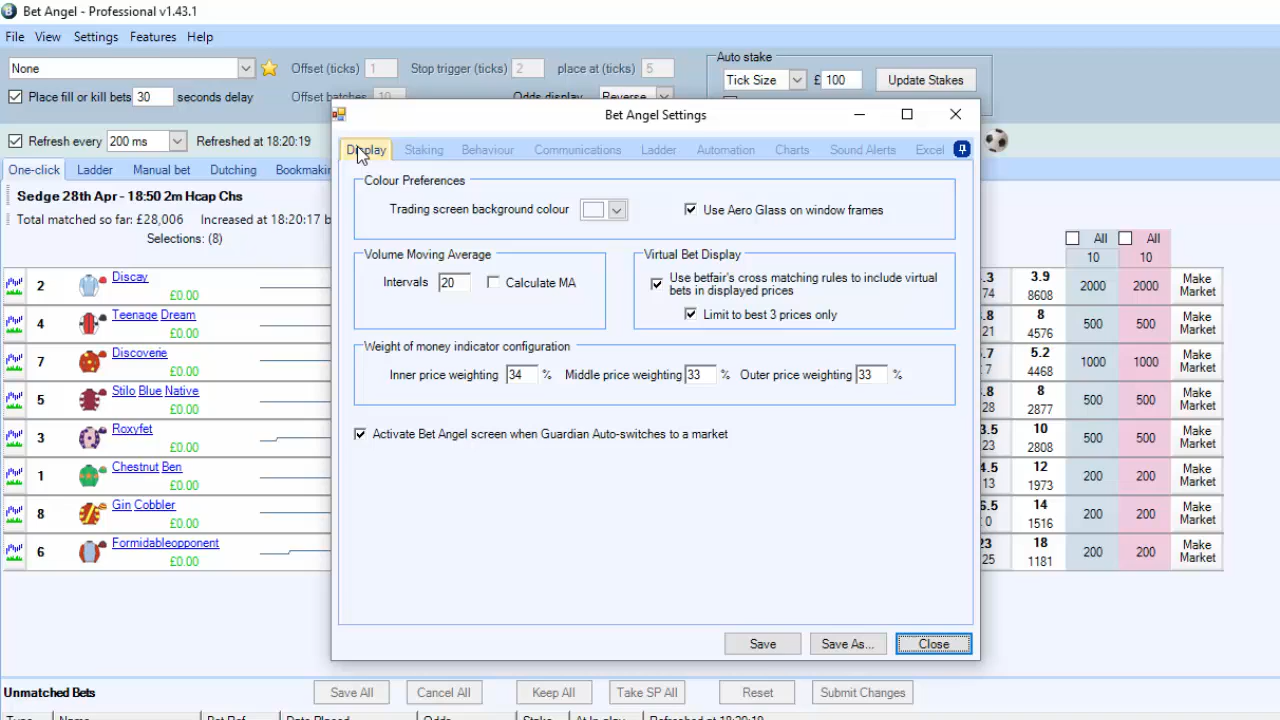 Bet Angel - Professional v1.43.1
File View Settings Features Help
None
Offset (ticks) 1 Stop trigger (ticks) 2 place at (ticks) 5
Auto stake
Tick Size £ 100 Update Stakes
Place fill or kill bets 30 seconds delay
Refresh every 200 ms Refreshed at 18:20:19
One-click Ladder Manual bet Dutching
Sedge 28th Apr - 18:50 2m Hcap Chs
Total matched so far: £28,006 Increased at 18:20:17
Selections: (8)
All All
10 10
2 Discay £0.00
4 Teenage Dream £0.00
7 Discoverie £0.00
5 Stilo Blue Native £0.00
3 Roxyfet £0.00
1 Chestnut Ben £0.00
8 Gin Cobbler £0.00
6 Formidableopponent £0.00
Bet Angel Settings
Display Staking Behaviour Communications Ladder Automation Charts Sound Alerts Excel
Colour Preferences
Trading screen background colour
Use Aero Glass on window frames
Volume Moving Average
Intervals 20 Calculate MA
Virtual Bet Display
Use betfair's cross matching rules to include virtual
bets in displayed prices
Limit to best 3 prices only
Weight of money indicator configuration
Inner price weighting 34 % Middle price weighting 33 % Outer price weighting 33 %
Activate Bet Angel screen when Guardian Auto-switches to a market
Save Save As... Close
3.9 8608 2000 2000 Make Market
8 4576 500 500 Make Market
5.2 4468 1000 1000 Make Market
8 2877 500 500 Make Market
10 2808 500 500 Make Market
12 1973 200 200 Make Market
14 1516 200 200 Make Market
18 1181 200 200 Make Market
Unmatched Bets Save All Cancel All Keep All Take SP All Reset Submit Changes